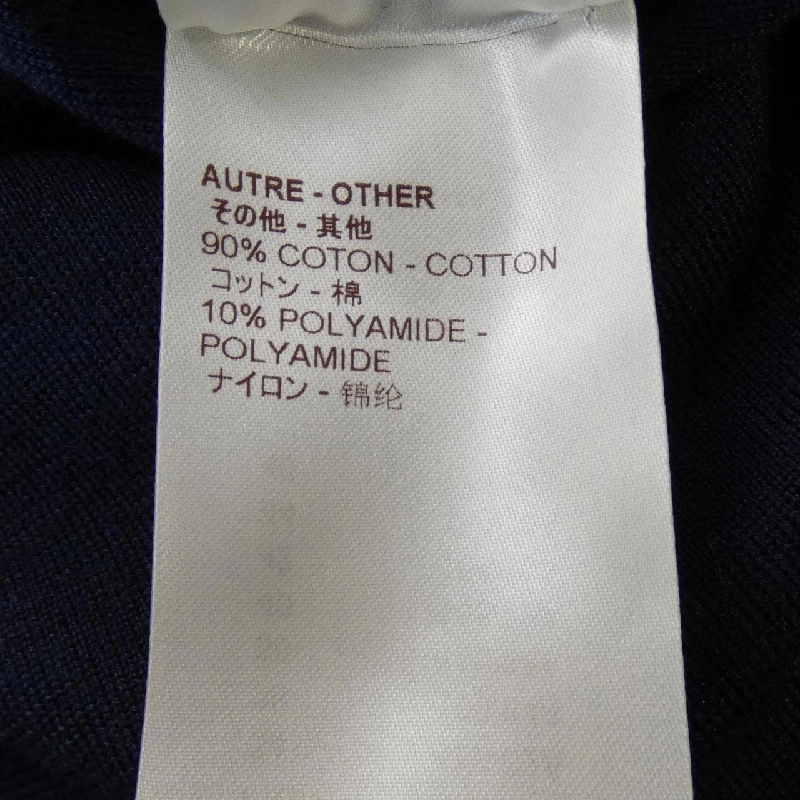 AUTRE - OTHER
その他 - 其他
90% COTON - COTTON
コットン - 棉
10% POLYAMIDE -
POLYAMIDE
ナイロン - 锦纶